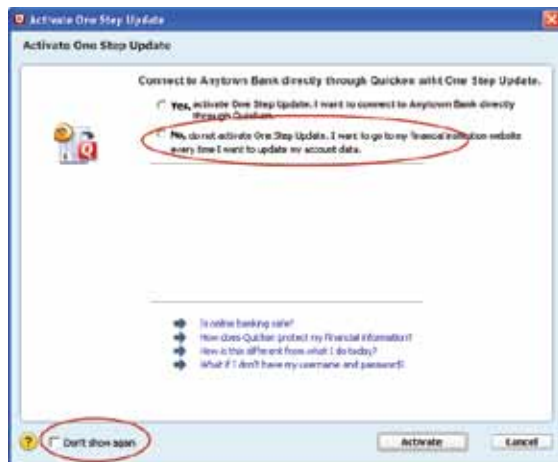 Activate One Step Update
Activate One Step Update
Connect to Anytown Bank directly through Quicken wiht One Step Update.
Yes, activate One Step Update. I want to connect to Anytown Bank directly
through Quicken.
No, do not activate One Step Update. I want to go to my financial institution website
every time I want to update my account data.
Is online banking safe?
How does Quicken protect my financial information?
How is this different from what I do today?
What if I don't have my username and password?
Don't show again
Activate
Cancel